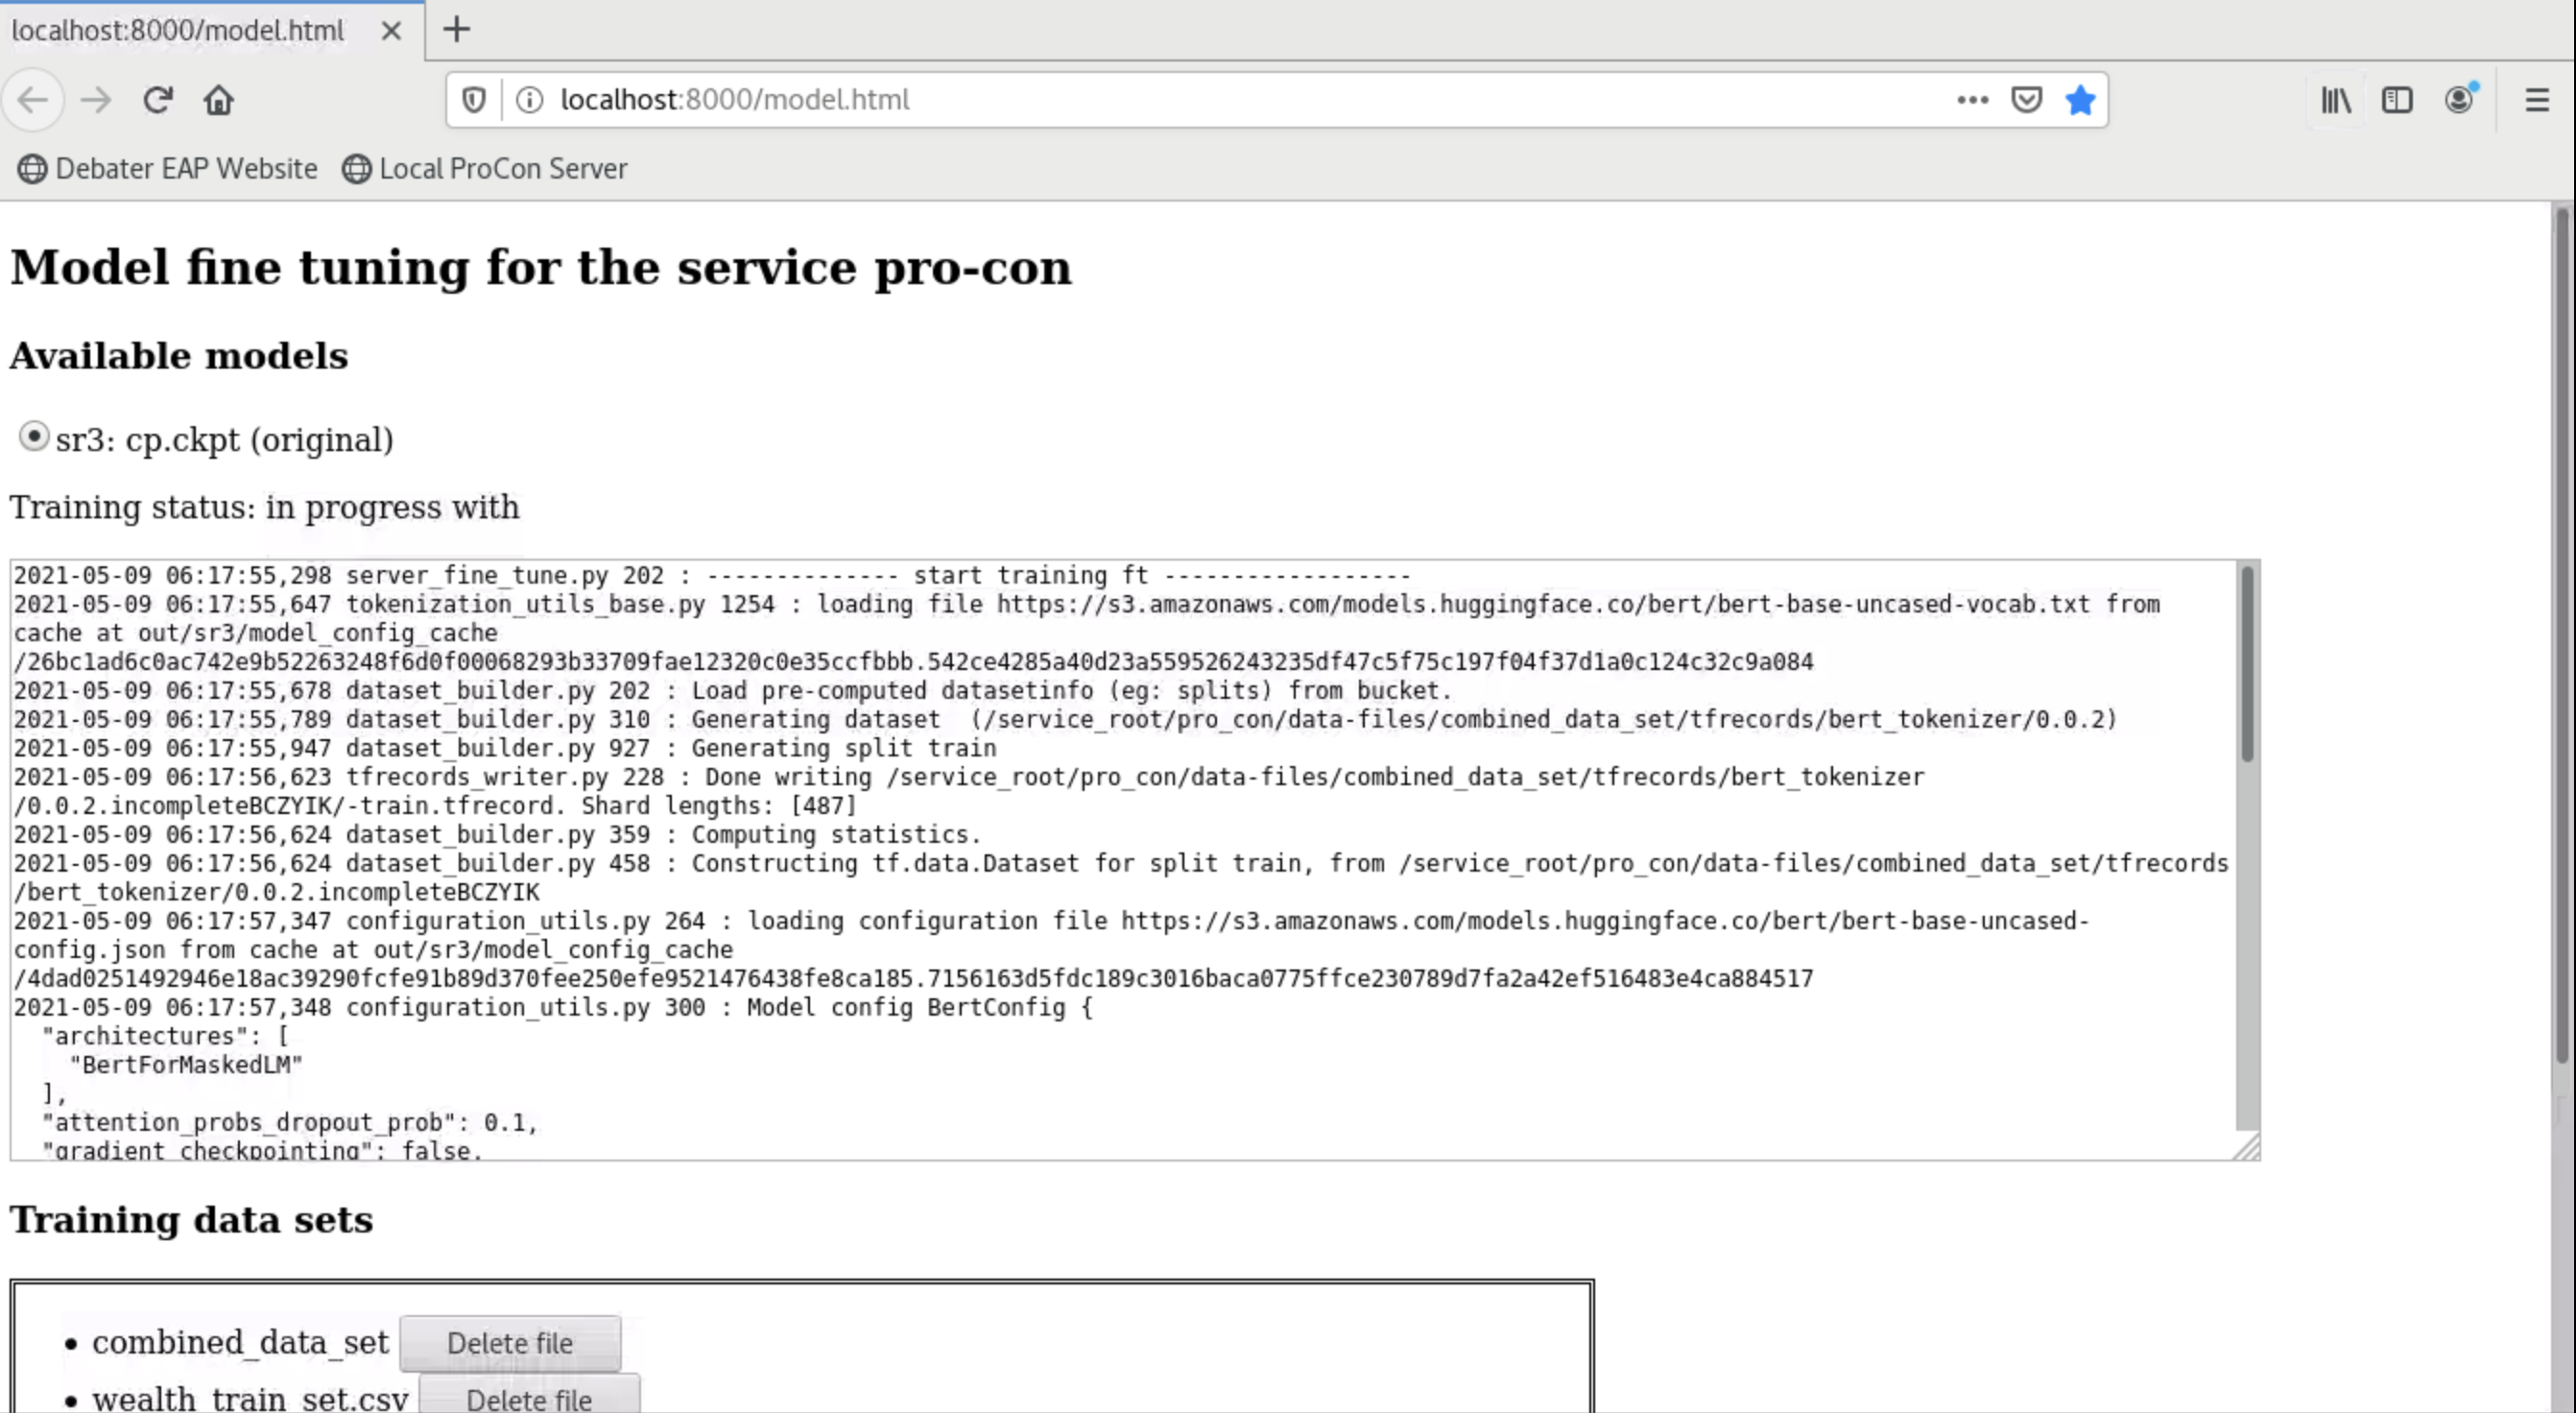 localhost:8000/model.html
localhost:8000/model.html
Debater EAP Website Local ProCon Server
Model fine tuning for the service pro-con
Available models
sr3: cp.ckpt (original)
Training status: in progress with
2021-05-09 06:17:55,298 server_fine_tune.py 202 : -------------- start training ft ------------------
2021-05-09 06:17:55,647 tokenization_utils_base.py 1254 : loading file https://s3.amazonaws.com/models.huggingface.co/bert/bert-base-uncased-vocab.txt from
cache at out/sr3/model_config_cache
/26bc1ad6c0ac742e9b52263248f6d0f00068293b33709fae12320c0e35ccfbbb.542ce4285a40d23a559526243235df47c5f75c197f04f37d1a0c124c32c9a084
2021-05-09 06:17:55,678 dataset_builder.py 202 : Load pre-computed datasetinfo (eg: splits) from bucket.
2021-05-09 06:17:55,789 dataset_builder.py 310 : Generating dataset  (/service_root/pro_con/data-files/combined_data_set/tfrecords/bert_tokenizer/0.0.2)
2021-05-09 06:17:55,947 dataset_builder.py 927 : Generating split train
2021-05-09 06:17:56,623 tfrecords_writer.py 228 : Done writing /service_root/pro_con/data-files/combined_data_set/tfrecords/bert_tokenizer
/0.0.2.incompleteBCZYIK/-train.tfrecord. Shard lengths: [487]
2021-05-09 06:17:56,624 dataset_builder.py 359 : Computing statistics.
2021-05-09 06:17:56,624 dataset_builder.py 458 : Constructing tf.data.Dataset for split train, from /service_root/pro_con/data-files/combined_data_set/tfrecords
/bert_tokenizer/0.0.2.incompleteBCZYIK
2021-05-09 06:17:57,347 configuration_utils.py 264 : loading configuration file https://s3.amazonaws.com/models.huggingface.co/bert/bert-base-uncased-
config.json from cache at out/sr3/model_config_cache
/4dad0251492946e18ac39290fcfe91b89d370fee250efe9521476438fe8ca185.7156163d5fdc189c3016baca0775ffce230789d7fa2a42ef516483e4ca884517
2021-05-09 06:17:57,348 configuration_utils.py 300 : Model config BertConfig {
"architectures": [
"BertForMaskedLM"
],
"attention_probs_dropout_prob": 0.1,
"gradient_checkpointing": false,
Training data sets
• combined_data_set Delete file
• wealth_train_set.csv Delete file